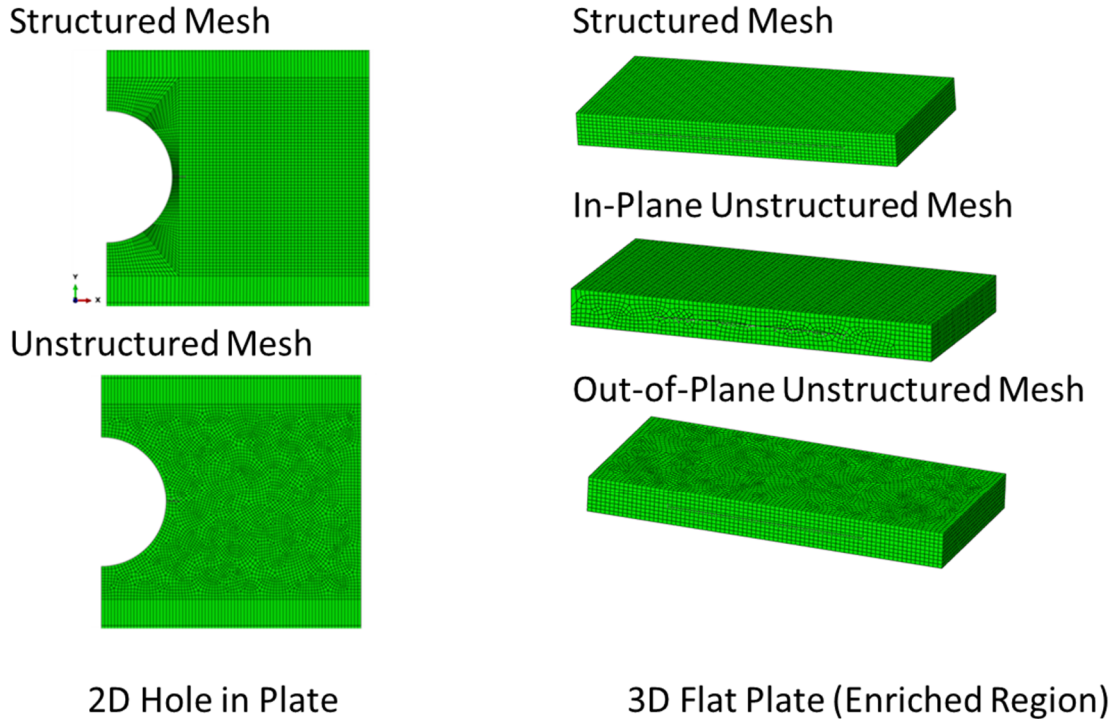 Structured Mesh
Y
X
Unstructured Mesh
2D Hole in Plate
Structured Mesh
In-Plane Unstructured Mesh
Out-of-Plane Unstructured Mesh
3D Flat Plate (Enriched Region)